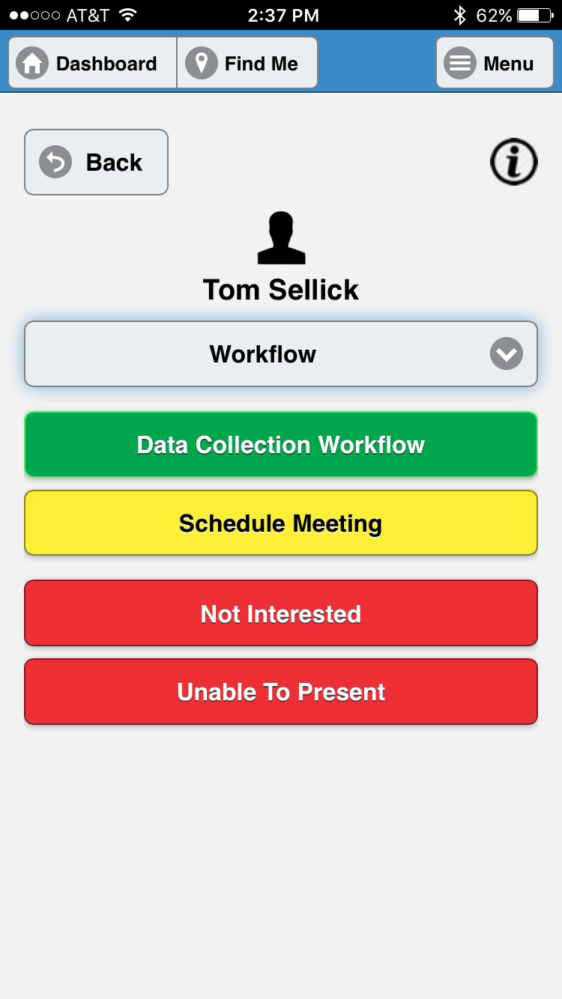 AT&T 2:37 PM 62%
Dashboard Find Me Menu
Back
Tom Sellick
Workflow
Data Collection Workflow
Schedule Meeting
Not Interested
Unable To Present